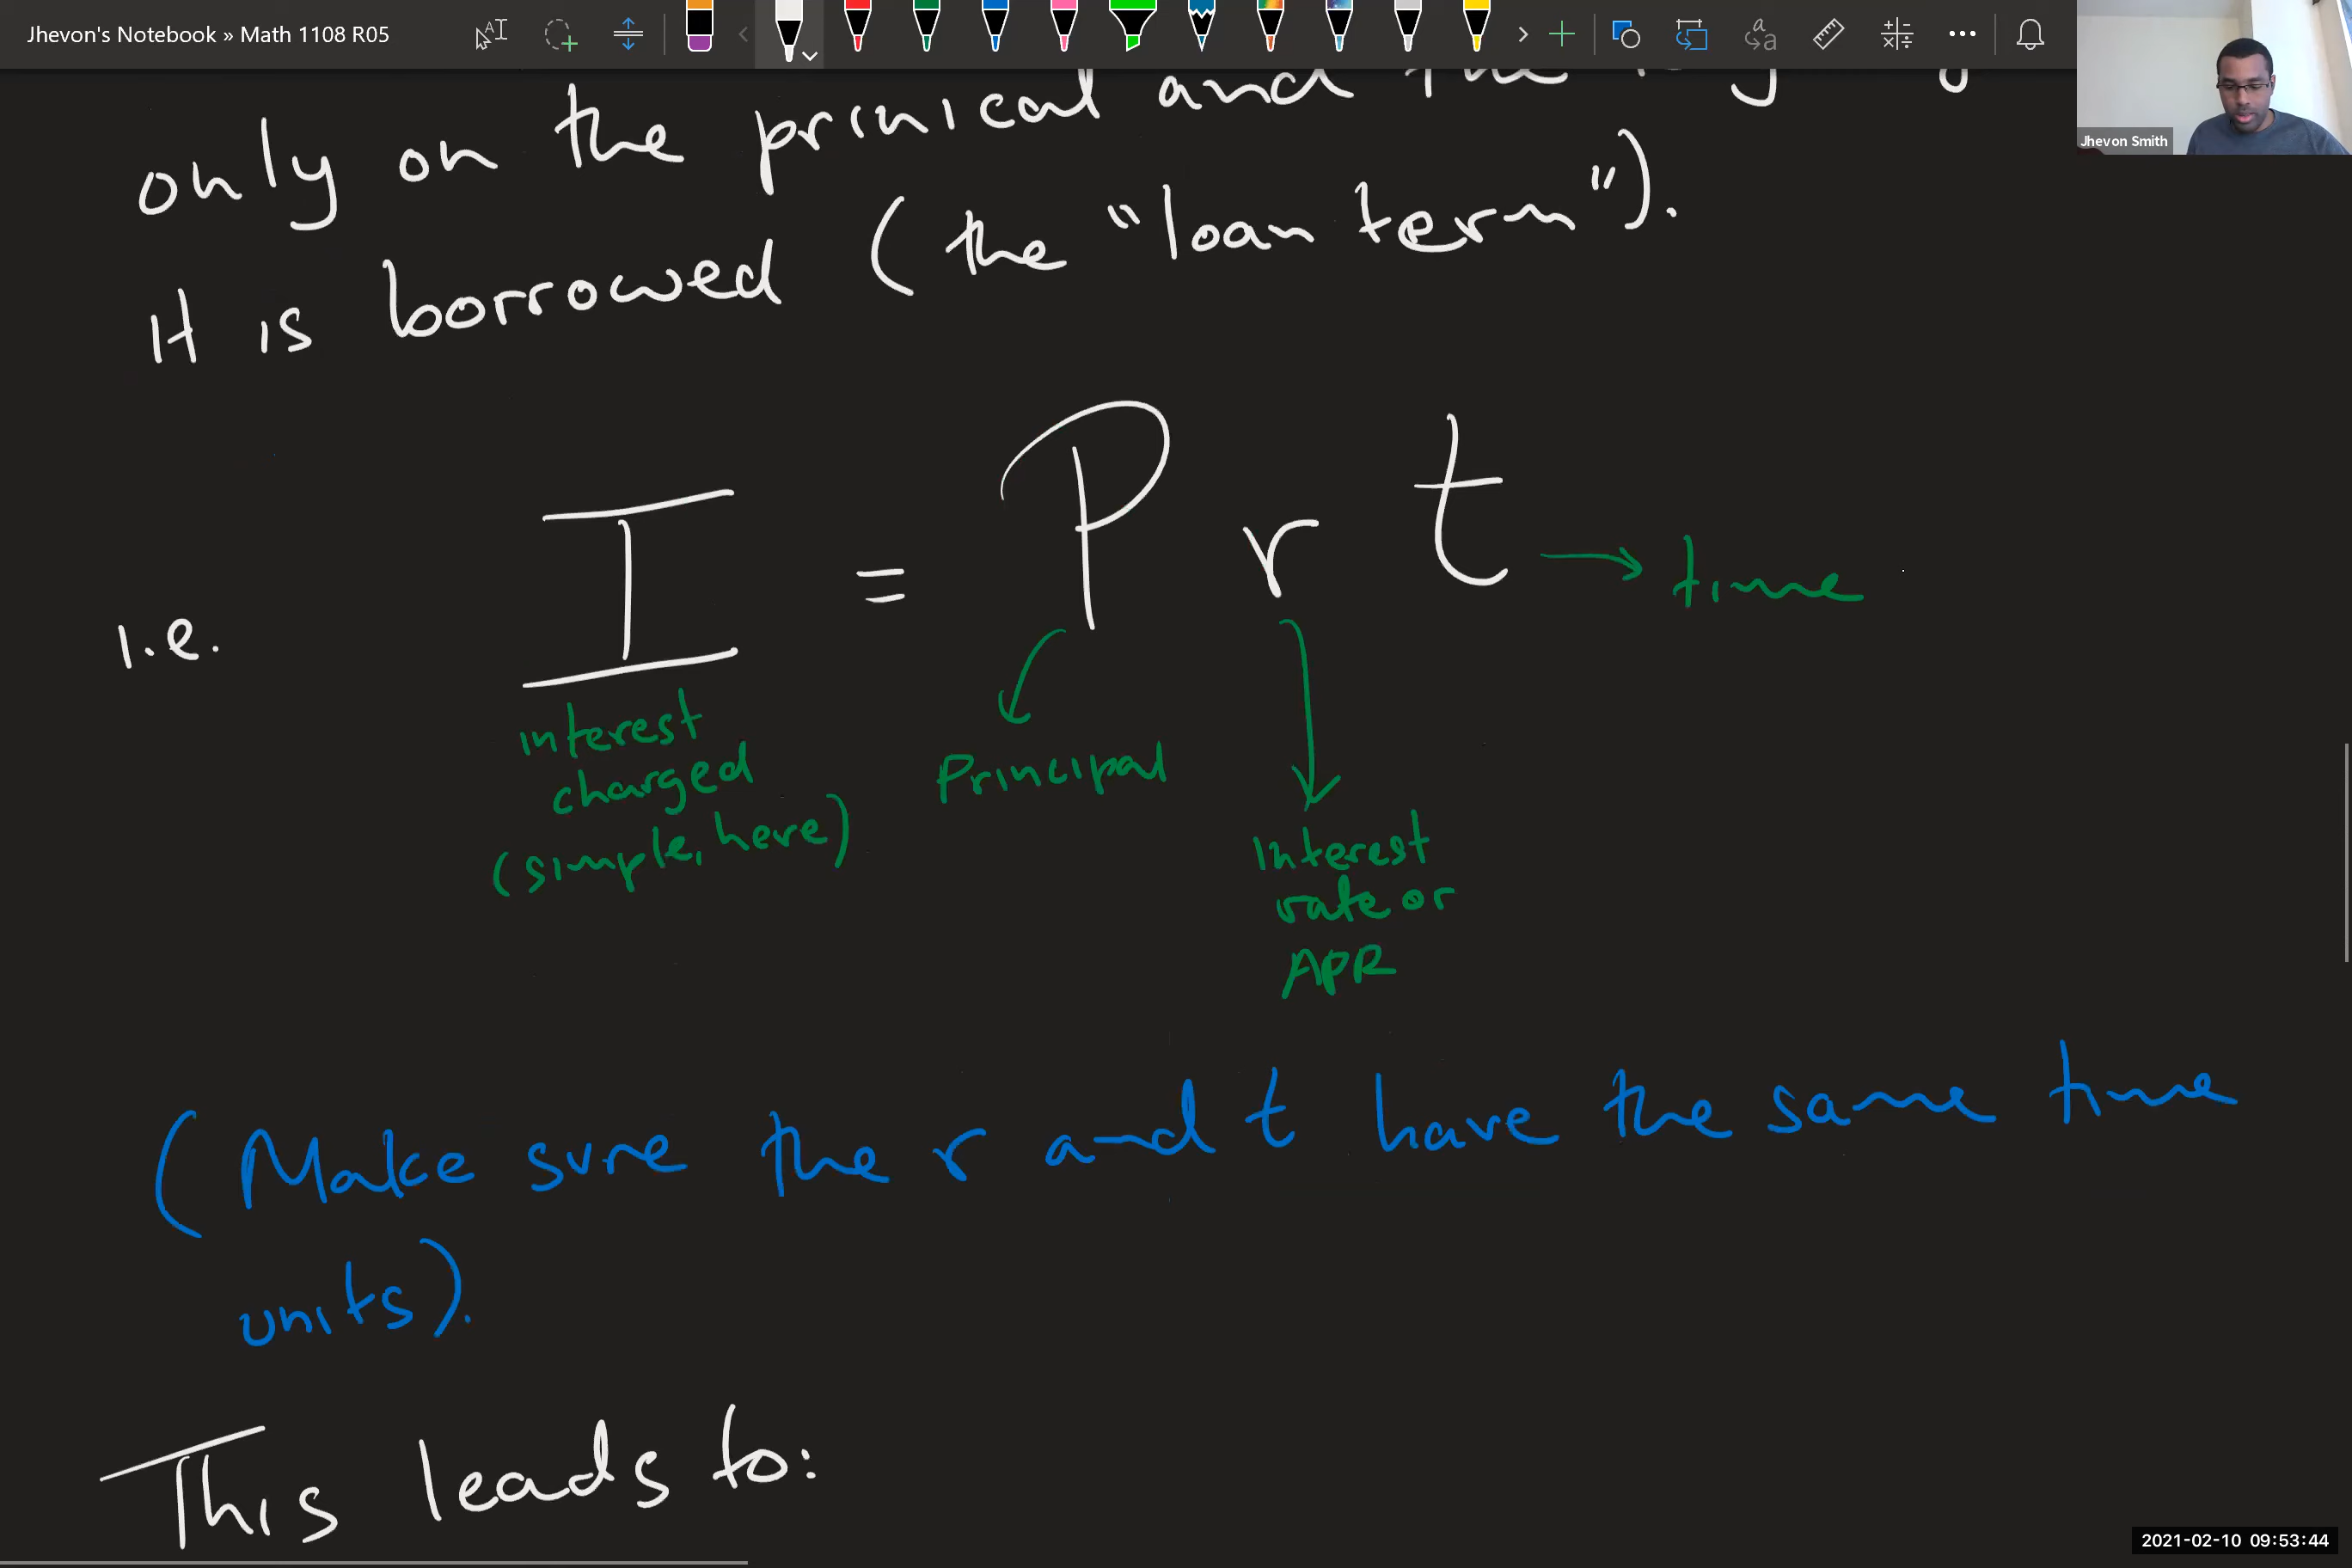 Jhevon's Notebook » Math 1108 R05
Jhevon Smith
only on the prinical and the
it is borrowed (the "loan term").
i.e. I = P r t → time
interest
charged
(simple, here)
Principal
Interest
rate or
APR
(Make sure the r and t have the same time
units).
This leads to:
2021-02-10 09:53:44